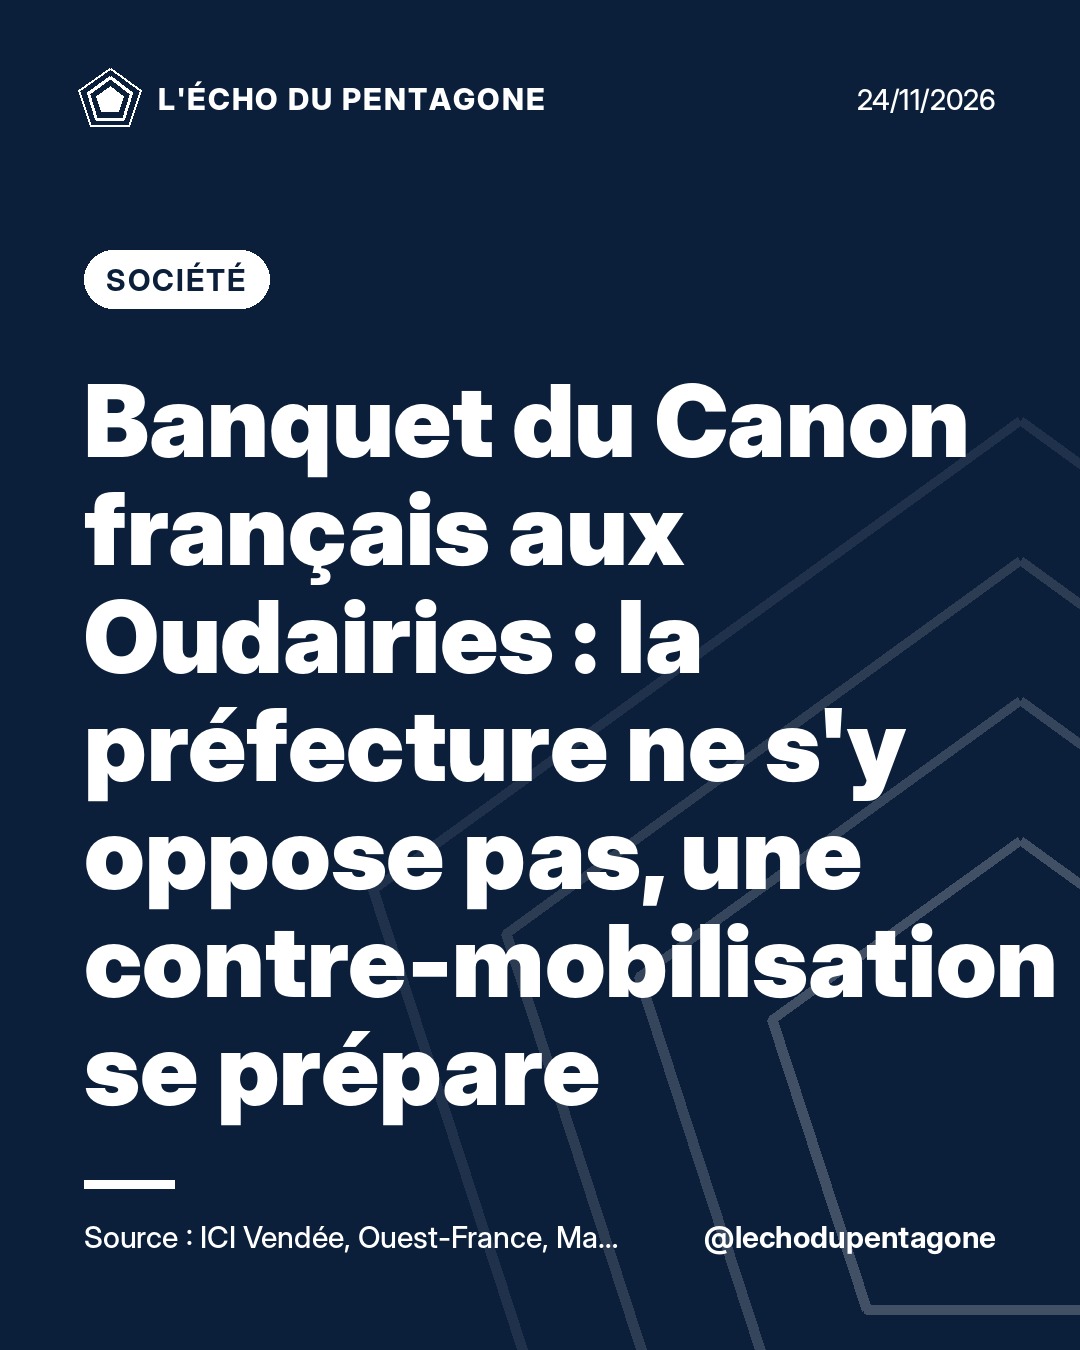 L'ÉCHO DU PENTAGONE
24/11/2026
SOCIÉTÉ
Banquet du Canon
français aux
Oudairies : la
préfecture ne s'y
oppose pas, une
contre-mobilisation
se prépare
Source : ICI Vendée, Ouest-France, Ma...
@lechodupentagone